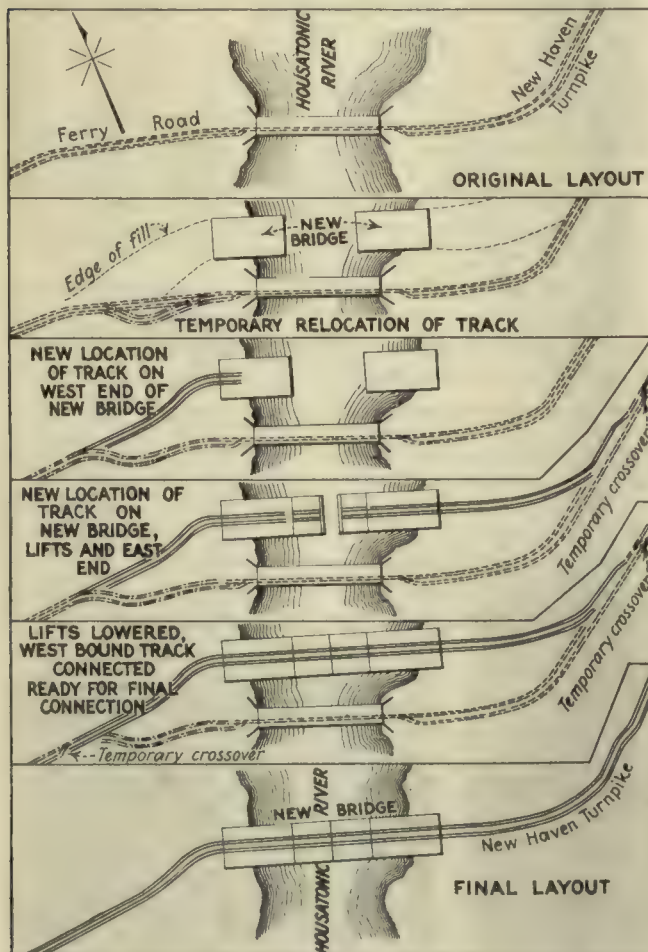 HOUSATONIC
RIVER
New Haven
Turnpike
Ferry Road
ORIGINAL LAYOUT
NEW
BRIDGE
Edge of fill
TEMPORARY RELOCATION OF TRACK
NEW LOCATION
OF TRACK ON
WEST END OF
NEW BRIDGE
NEW LOCATION OF
TRACK ON
NEW BRIDGE,
LIFTS AND EAST
END
Temporary crossover
LIFTS LOWERED,
WEST BOUND TRACK
CONNECTED
READY FOR FINAL
CONNECTION
Temporary crossover
Temporary crossover
NEW BRIDGE
HOUSATONIC RIVER
New Haven Turnpike
FINAL LAYOUT